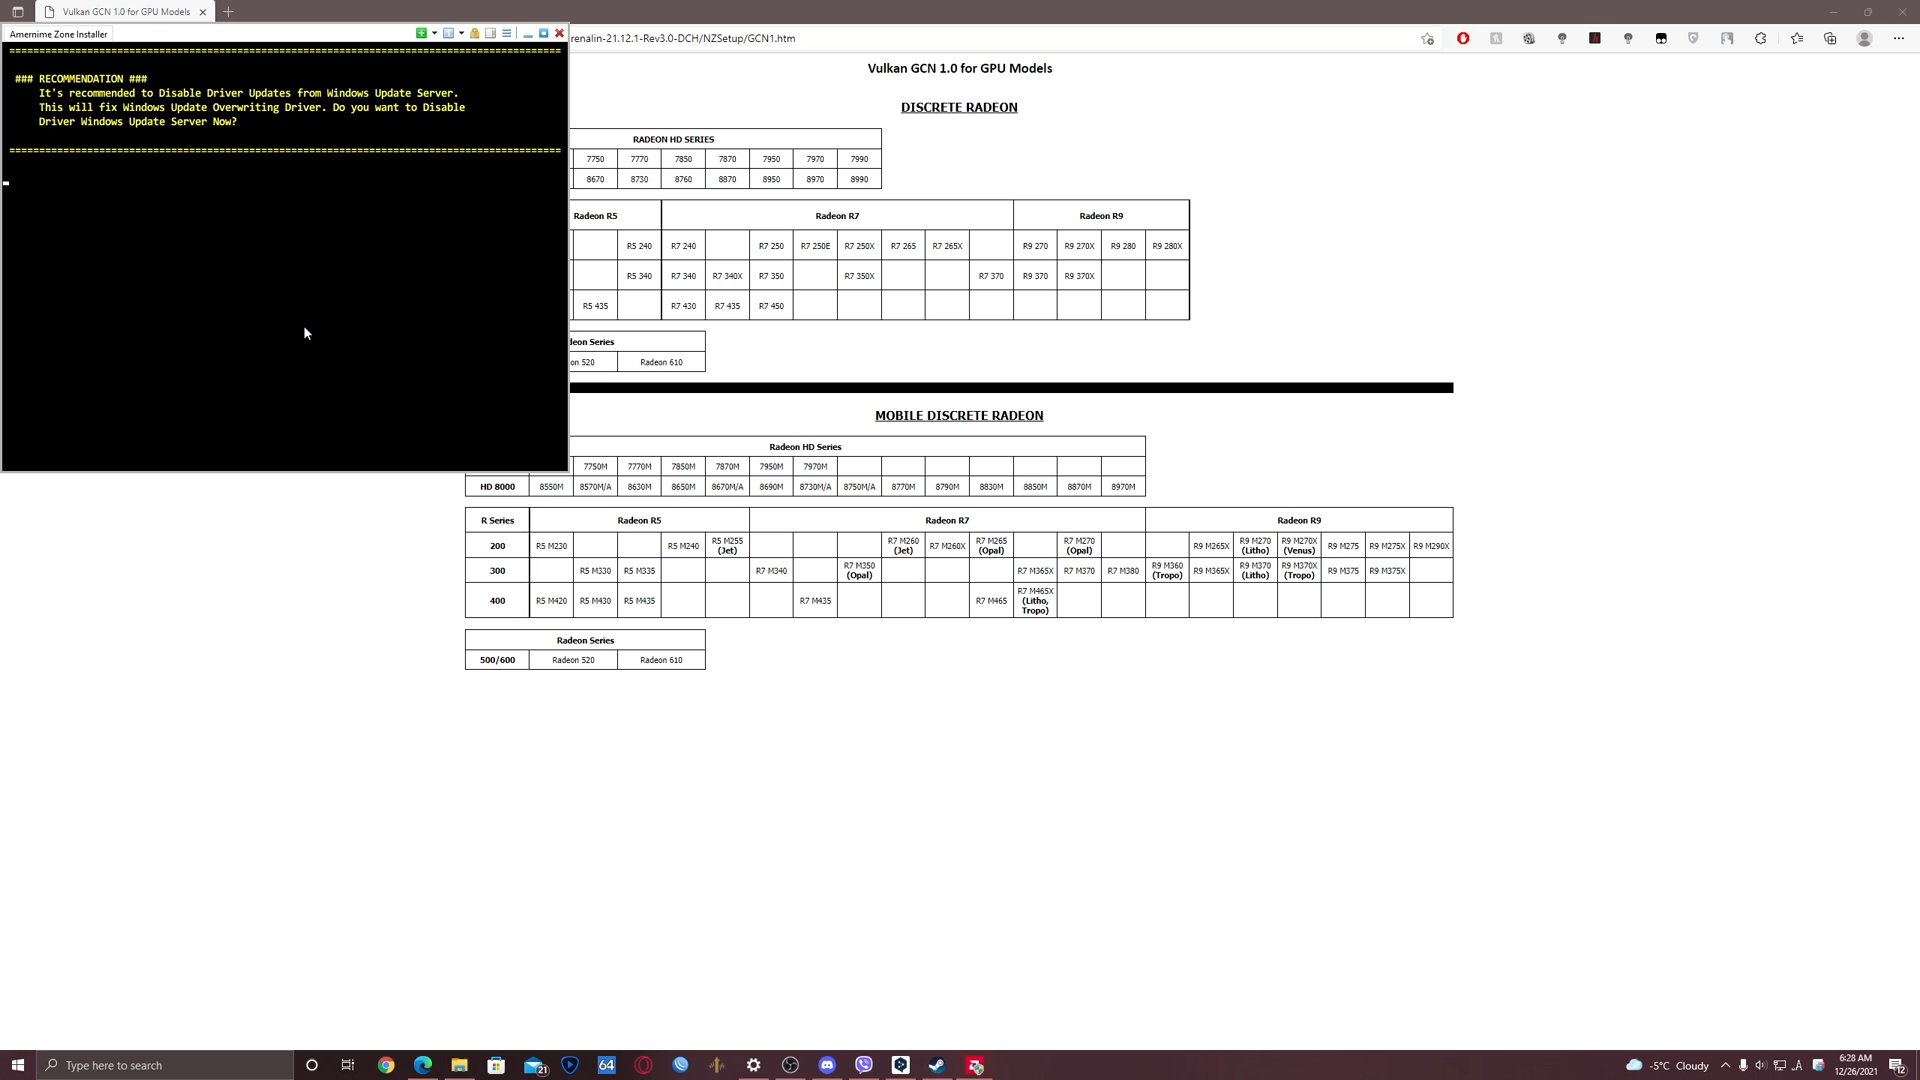 Vulkan GCN 1.0 for GPU Models
Amernime Zone Installer
renalin-21.12.1-Rev3.0-DCH/NZSetup/GCN1.htm
==============================================================================================
### RECOMMENDATION ###
It's recommended to Disable Driver Updates from Windows Update Server.
This will fix Windows Update Overwriting Driver. Do you want to Disable
Driver Windows Update Server Now?
==============================================================================================
Vulkan GCN 1.0 for GPU Models
DISCRETE RADEON
RADEON HD SERIES
7750 7770 7850 7870 7950 7970 7990
8670 8730 8760 8870 8950 8970 8990
Radeon R5 Radeon R7 Radeon R9
R5 240 R7 240 R7 250 R7 250E R7 250X R7 265 R7 265X R9 270 R9 270X R9 280 R9 280X
R5 340 R7 340 R7 340X R7 350 R7 350X R7 370 R9 370 R9 370X
R5 435 R7 430 R7 435 R7 450
deon Series
on 520 Radeon 610
MOBILE DISCRETE RADEON
Radeon HD Series
7750M 7770M 7850M 7870M 7950M 7970M
HD 8000 8550M 8570M/A 8630M 8650M 8670M/A 8690M 8730M/A 8750M/A 8770M 8790M 8830M 8850M 8870M 8970M
R Series Radeon R5 Radeon R7 Radeon R9
200 R5 M230 R5 M240 R5 M255 (Jet) R7 M260 (Jet) R7 M260X R7 M265 (Opal) R7 M270 (Opal) R9 M265X R9 M270 (Litho) R9 M270X (Venus) R9 M275 R9 M275X R9 M290X
300 R5 M330 R5 M335 R7 M340 R7 M350 (Opal) R7 M365X R7 M370 R7 M380 R9 M360 (Tropo) R9 M365X R9 M370 (Litho) R9 M370X (Tropo) R9 M375 R9 M375X
400 R5 M420 R5 M430 R5 M435 R7 M435 R7 M465 R7 M465X (Litho, Tropo)
Radeon Series
500/600 Radeon 520 Radeon 610
Type here to search
21
64
-5°C Cloudy
6:28 AM
12/26/2021
12